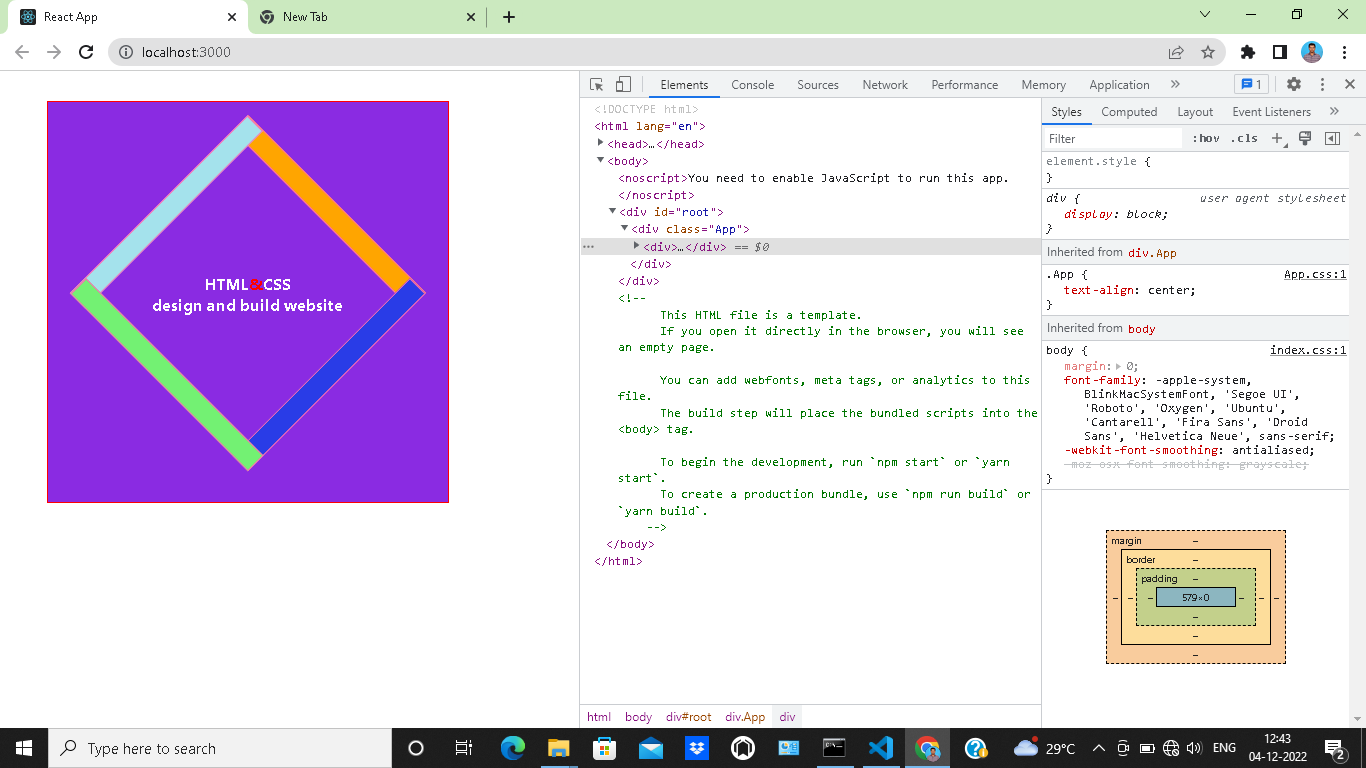 React App
New Tab
localhost:3000
HTML&CSS
design and build website
Elements
Console
Sources
Network
Performance
Memory
Application
»
1
<!DOCTYPE html>
<html lang="en">
<head>…</head>
<body>
<noscript>You need to enable JavaScript to run this app.
</noscript>
<div id="root">
<div class="App">
<div>…</div> == $0
</div>
</div>
<!--
This HTML file is a template.
If you open it directly in the browser, you will see
an empty page.
You can add webfonts, meta tags, or analytics to this
file.
The build step will place the bundled scripts into the
<body> tag.
To begin the development, run `npm start` or `yarn
start`.
To create a production bundle, use `npm run build` or
`yarn build`.
-->
</body>
</html>
html body div#root div.App div
Styles
Computed
Layout
Event Listeners
»
Filter
:hov .cls
element.style {
}
div { user agent stylesheet
display: block;
}
Inherited from div.App
.App { App.css:1
text-align: center;
}
Inherited from body
body { index.css:1
margin: 0;
font-family: -apple-system,
BlinkMacSystemFont, 'Segoe UI',
'Roboto', 'Oxygen', 'Ubuntu',
'Cantarell', 'Fira Sans', 'Droid
Sans', 'Helvetica Neue', sans-serif;
-webkit-font-smoothing: antialiased;
-moz-osx-font-smoothing: grayscale;
}
margin –
border –
padding –
– – – 579×0 – – –
–
–
–
Type here to search
29°C
ENG
12:43
04-12-2022
2